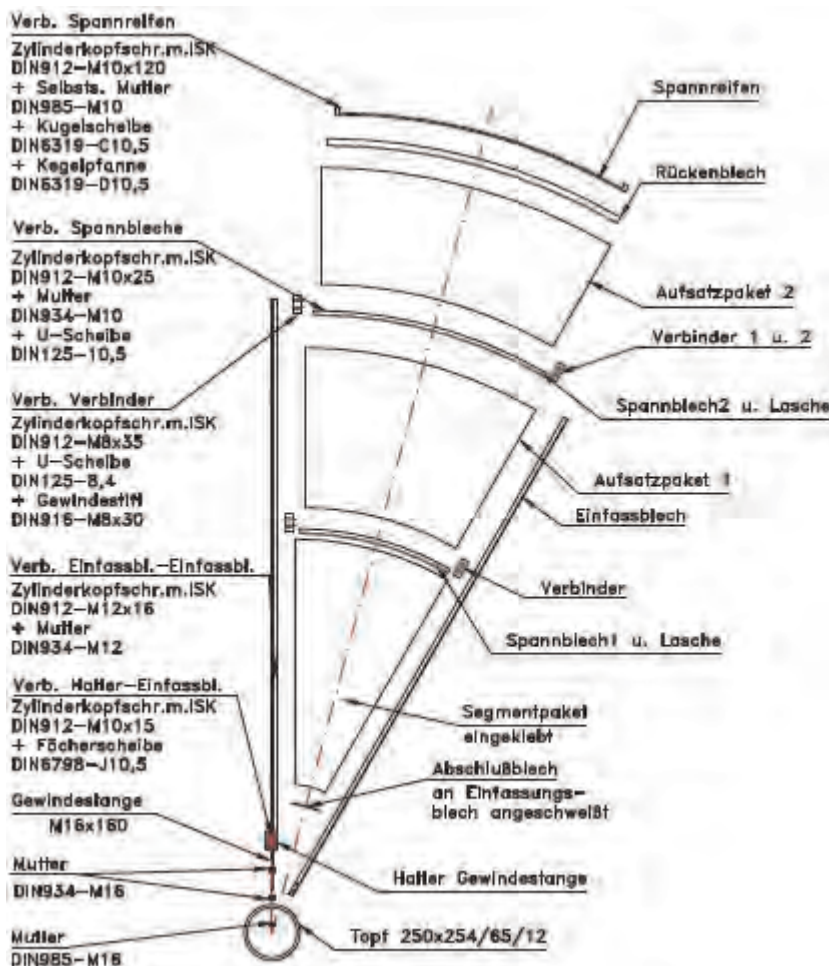 Verb. Spannreifen
Zylinderkopfschr.m.ISK
DIN912-M10x120
+ Selbsts. Mutter
DIN985-M10
+ Kugelscheibe
DIN6319-C10,5
+ Kegelpfanne
DIN6319-D10,5
Verb. Spannbleche
Zylinderkopfschr.m.ISK
DIN912-M10x25
+ Mutter
DIN934-M10
+ U-Scheibe
DIN125-10,5
Verb. Verbinder
Zylinderkopfschr.m.ISK
DIN912-M8x35
+ U-Scheibe
DIN125-8,4
+ Gewindestift
DIN916-M8x30
Verb. Einfassbl.-Einfassbl.
Zylinderkopfschr.m.ISK
DIN912-M12x16
+ Mutter
DIN934-M12
Verb. Halter-Einfassbl.
Zylinderkopfschr.m.ISK
DIN912-M10x15
+ Fächerscheibe
DIN6798-J10,5
Gewindestange
M16x160
Mutter
DIN934-M16
Mutter
DIN985-M16
Spannreifen
Rückenblech
Aufsatzpaket 2
Verbinder 1 u. 2
Spannblech2 u. Lasche
Aufsatzpaket 1
Einfassblech
Verbinder
Spannblech1 u. Lasche
Segmentpaket
eingeklebt
Abschlußblech
an Einfassungs-
blech angeschweißt
Halter Gewindestange
Topf 250x254/65/12